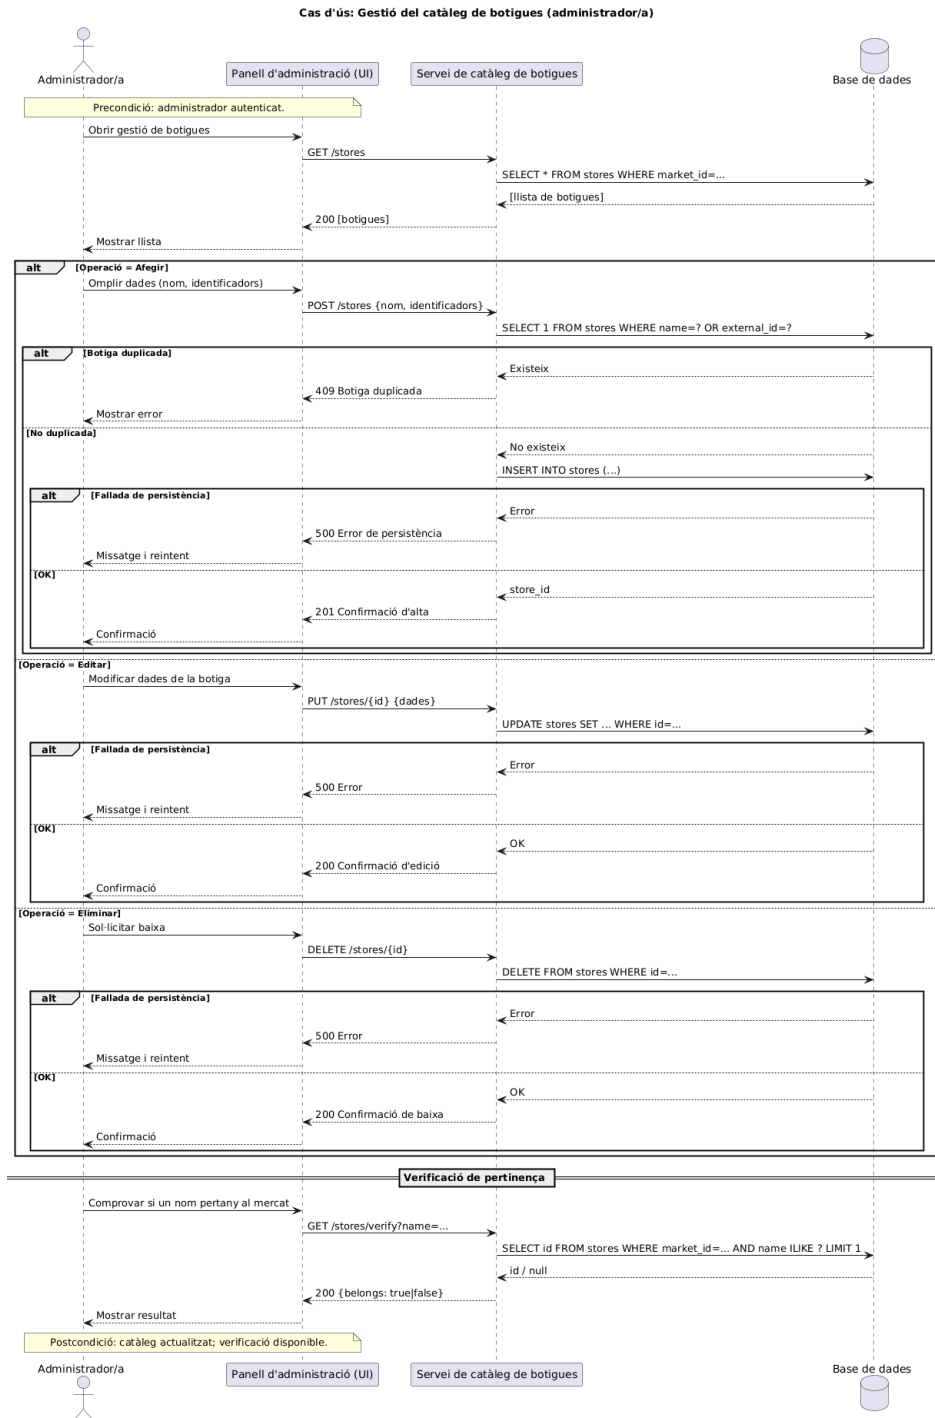 Cas d'ús: Gestió del catàleg de botigues (administrador/a)
Administrador/a
Panell d'administració (UI)
Servei de catàleg de botigues
Base de dades
Precondició: administrador autenticat.
Obrir gestió de botigues
GET /stores
SELECT * FROM stores WHERE market_id=...
[llista de botigues]
200 [botigues]
Mostrar llista
alt [Operació = Afegir]
Omplir dades (nom, identificadors)
POST /stores {nom, identificadors}
SELECT 1 FROM stores WHERE name=? OR external_id=?
alt [Botiga duplicada]
Existeix
409 Botiga duplicada
Mostrar error
[No duplicada]
No existeix
INSERT INTO stores (...)
alt [Fallada de persistència]
Error
500 Error de persistència
Missatge i reintent
[OK]
store_id
201 Confirmació d'alta
Confirmació
[Operació = Editar]
Modificar dades de la botiga
PUT /stores/{id} {dades}
UPDATE stores SET ... WHERE id=...
alt [Fallada de persistència]
Error
500 Error
Missatge i reintent
[OK]
OK
200 Confirmació d'edició
Confirmació
[Operació = Eliminar]
Sol·licitar baixa
DELETE /stores/{id}
DELETE FROM stores WHERE id=...
alt [Fallada de persistència]
Error
500 Error
Missatge i reintent
[OK]
OK
200 Confirmació de baixa
Confirmació
Verificació de pertinença
Comprovar si un nom pertany al mercat
GET /stores/verify?name=...
SELECT id FROM stores WHERE market_id=... AND name ILIKE ? LIMIT 1
id / null
200 {belongs: true|false}
Mostrar resultat
Postcondició: catàleg actualitzat; verificació disponible.
Administrador/a
Panell d'administració (UI)
Servei de catàleg de botigues
Base de dades